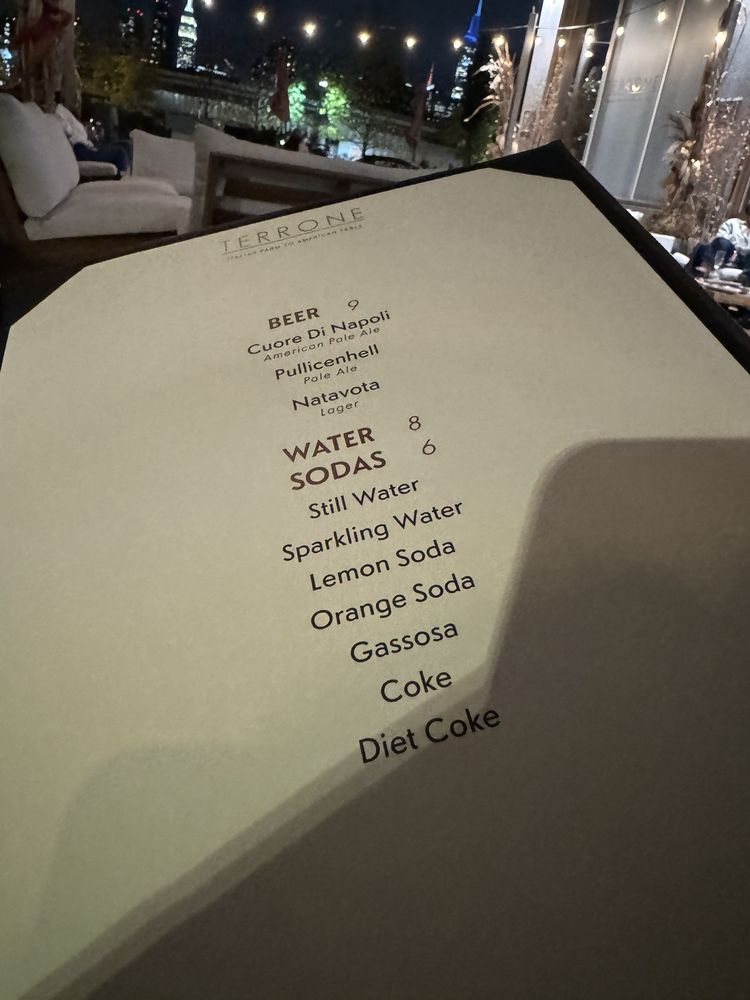 TERRONE
ITALIAN FARM TO AMERICAN TABLE
BEER 9
Cuore Di Napoli
American Pale Ale
Pullicenhell
Pale Ale
Natavota
Lager
WATER 8
SODAS 6
Still Water
Sparkling Water
Lemon Soda
Orange Soda
Gassosa
Coke
Diet Coke